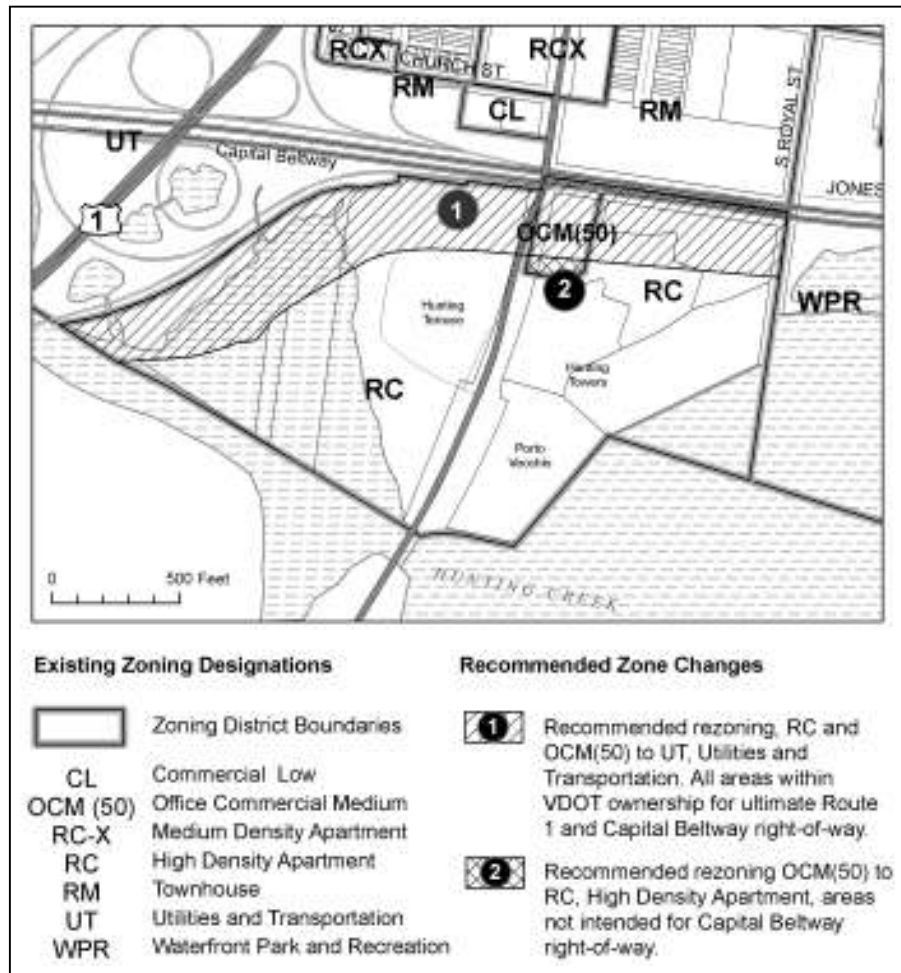 RCX
CHURCH ST.
RCX
RM
CL
RM
S ROYAL ST.
UT
Capital Beltway
JONES
1
1
OCM(50)
2
RC
WPR
Hunting
Terrace
Hunting
Towers
RC
Porto
Vecchio
0 500 Feet
HUNTING CREEK
Existing Zoning Designations
Zoning District Boundaries
CL Commercial Low
OCM (50) Office Commercial Medium
RC-X Medium Density Apartment
RC High Density Apartment
RM Townhouse
UT Utilities and Transportation
WPR Waterfront Park and Recreation
Recommended Zone Changes
1 Recommended rezoning, RC and
OCM(50) to UT, Utilities and
Transportation. All areas within
VDOT ownership for ultimate Route
1 and Capital Beltway right-of-way.
2 Recommended rezoning OCM(50) to
RC, High Density Apartment, areas
not intended for Capital Beltway
right-of-way.